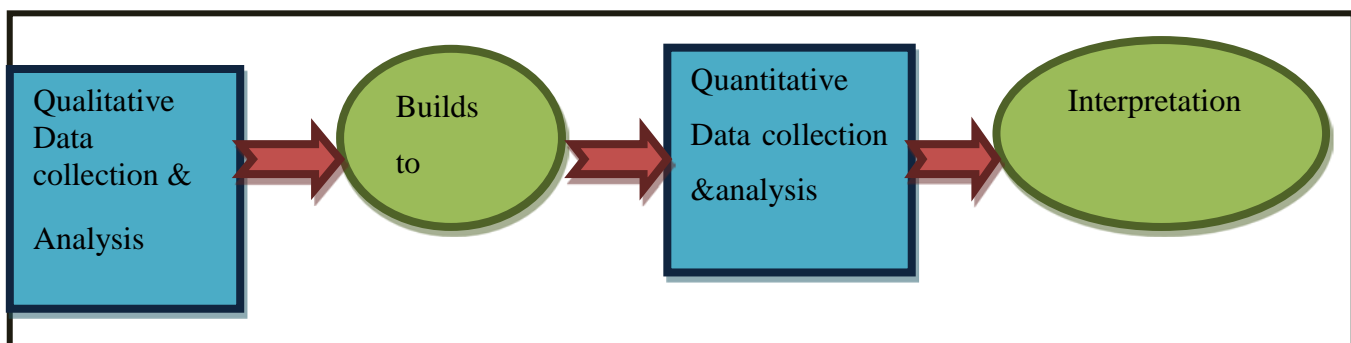 Qualitative
Data
collection &
Analysis
Builds
to
Quantitative
Data collection
&analysis
Interpretation